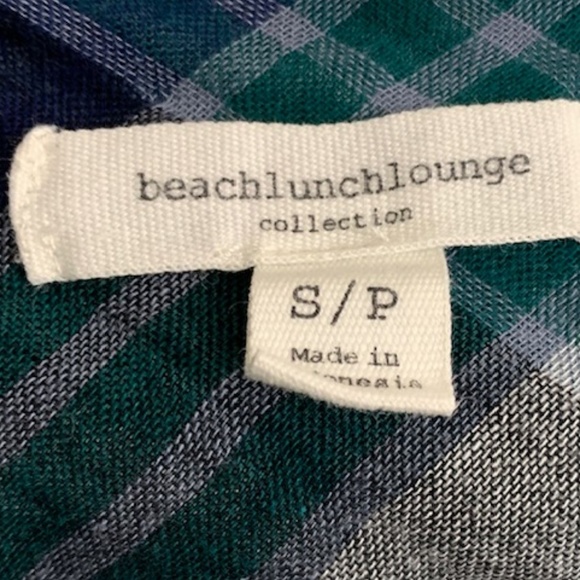 beachlunchlounge
collection
S/P
Made in